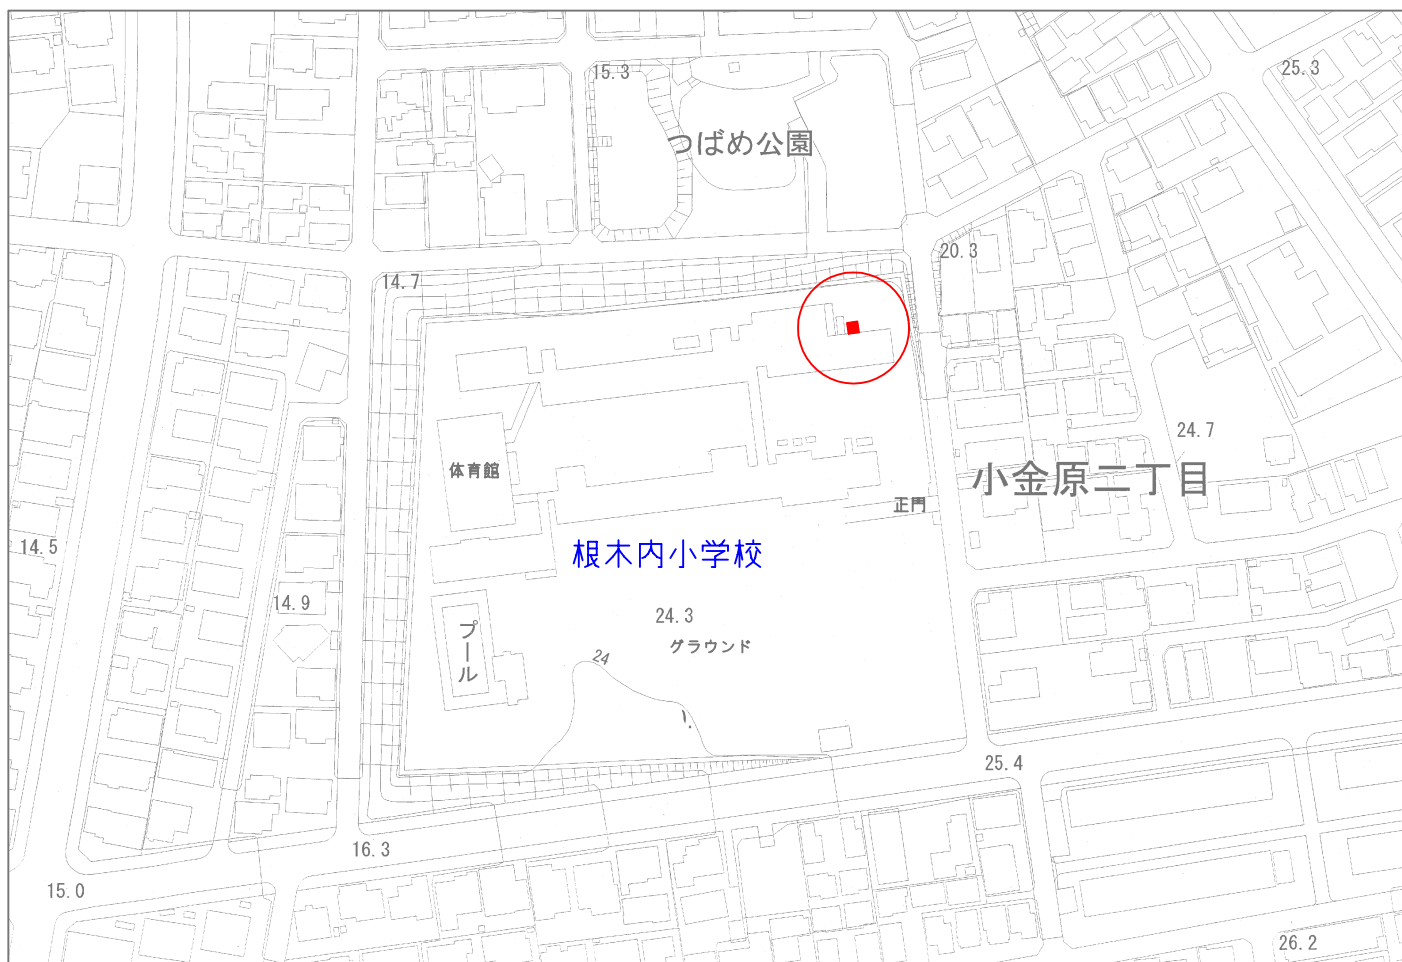 15.3
25.3
つばめ公園
20.3
14.7
24.7
体育館
小金原二丁目
正門
14.5
根木内小学校
14.9
24.3
プール
グラウンド
24
25.4
16.3
15.0
26.2